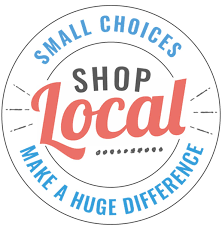 SMALL CHOICES
SHOP
Local
MAKE A HUGE DIFFERENCE